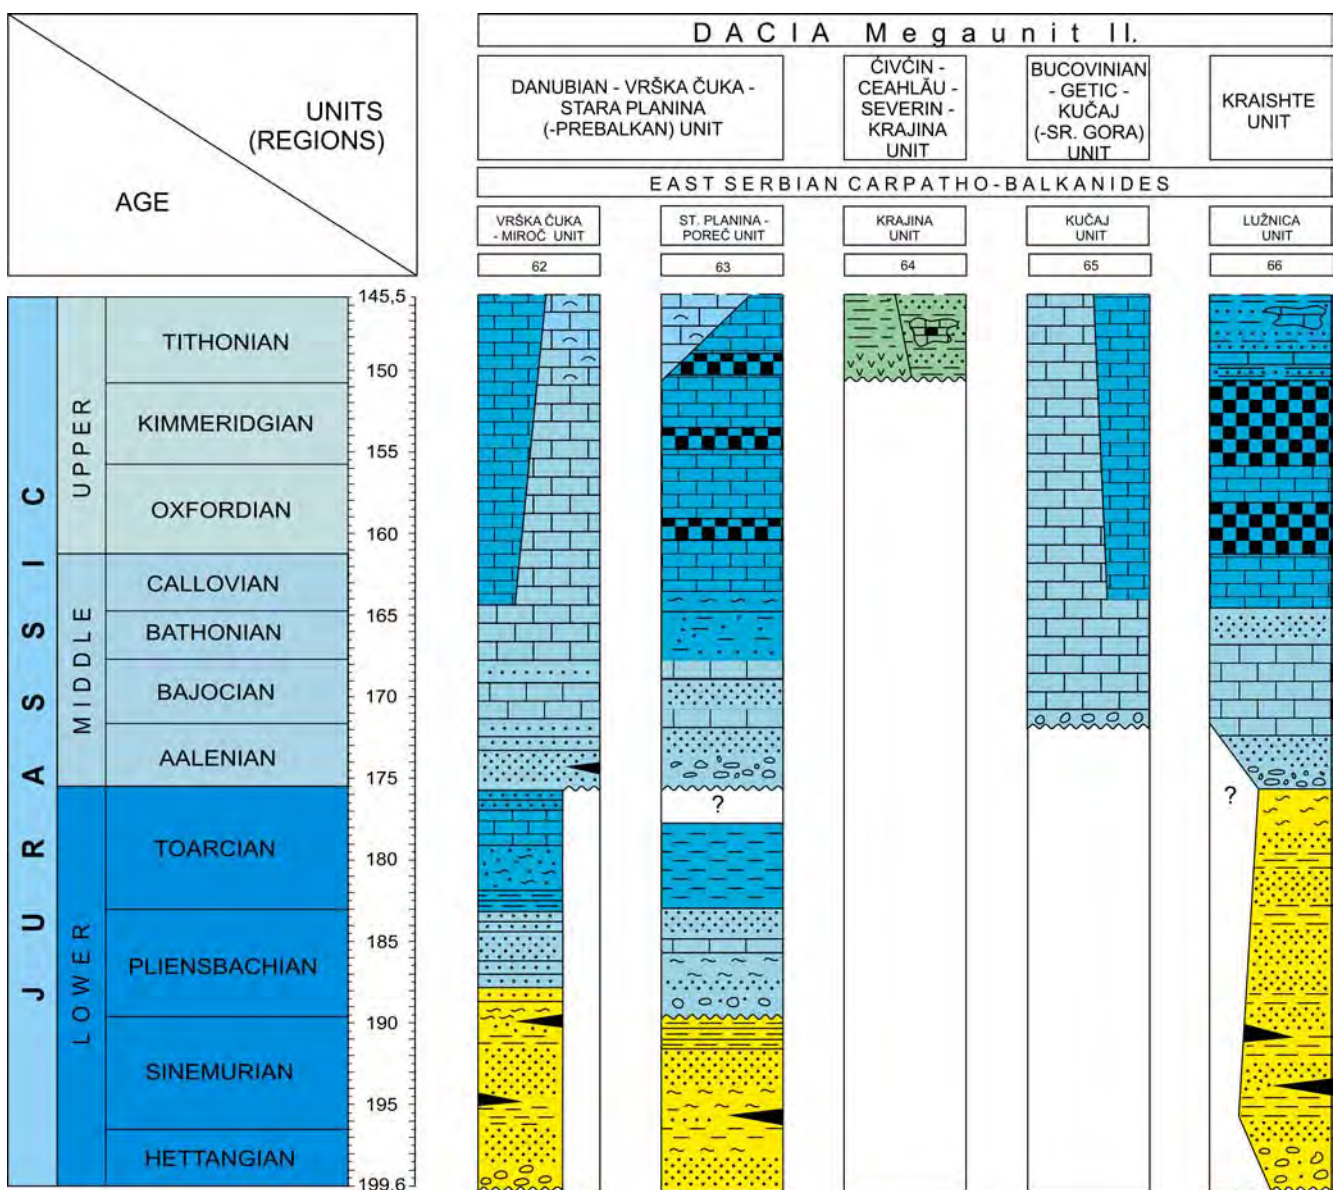 DACIA Megaunit II.
UNITS
(REGIONS)
AGE
DANUBIAN - VRŠKA ČUKA -
STARA PLANINA
(-PREBALKAN) UNIT
ĆIVĆIN -
CEAHLĂU -
SEVERIN -
KRAJINA
UNIT
BUCOVINIAN
- GETIC -
KUČAJ
(-SR. GORA)
UNIT
KRAISHTE
UNIT
EAST SERBIAN CARPATHO-BALKANIDES
VRŠKA ČUKA
- MIROČ UNIT
ST. PLANINA -
POREČ UNIT
KRAJINA
UNIT
KUČAJ
UNIT
LUŽNICA
UNIT
62
63
64
65
66
JURASSIC
UPPER
MIDDLE
LOWER
TITHONIAN
KIMMERIDGIAN
OXFORDIAN
CALLOVIAN
BATHONIAN
BAJOCIAN
AALENIAN
TOARCIAN
PLIENSBACHIAN
SINEMURIAN
HETTANGIAN
145,5
150
155
160
165
170
175
180
185
190
195
199.6
?
?